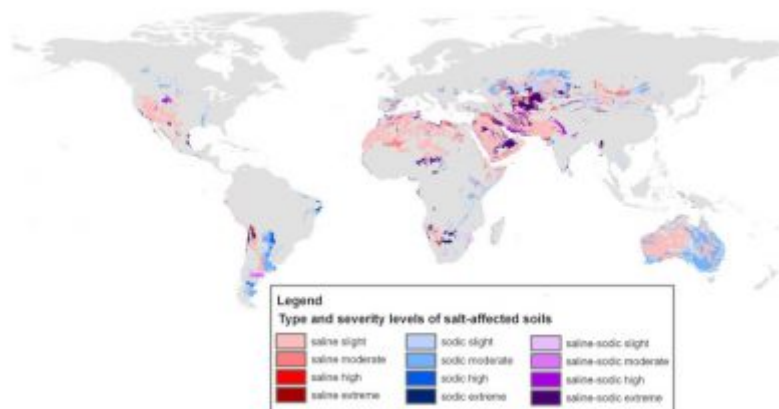 Legend
Type and severity levels of salt-affected soils
saline slight
saline moderate
saline high
saline extreme
sodic slight
sodic moderate
sodic high
sodic extreme
saline-sodic slight
saline-sodic moderate
saline-sodic high
saline-sodic extreme